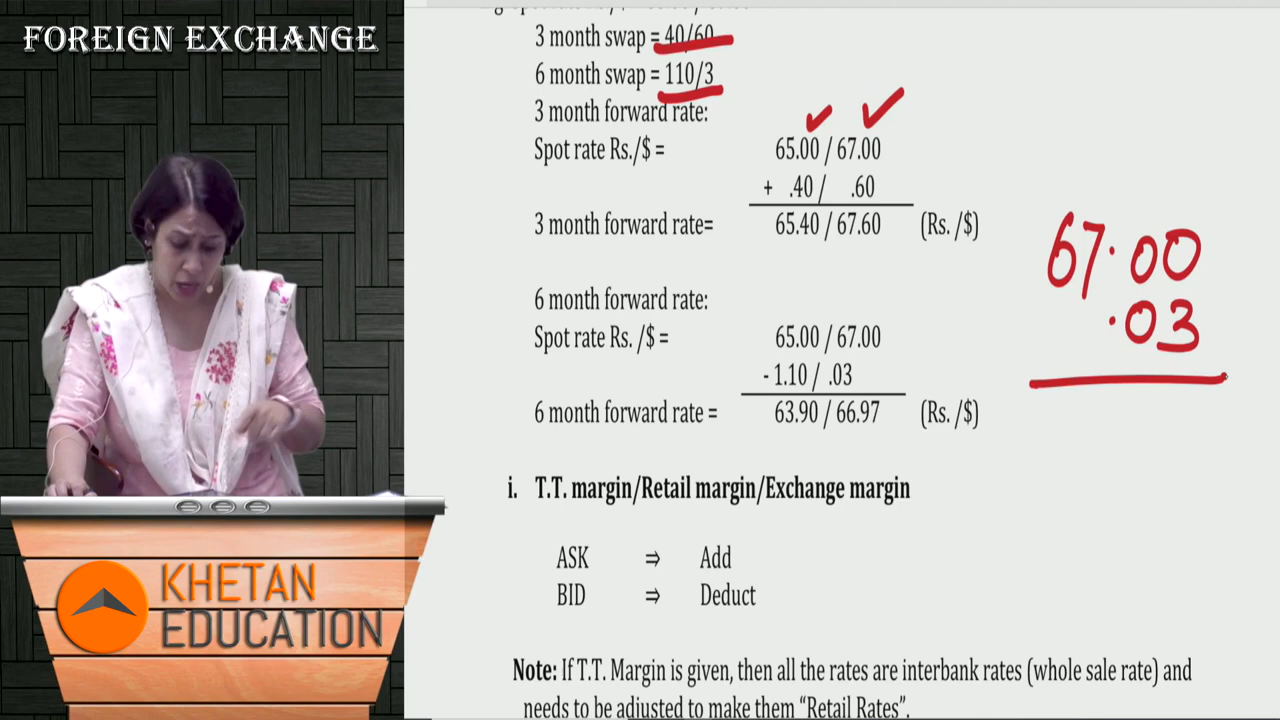 FOREIGN EXCHANGE
3 month swap = 40/60
6 month swap = 110/3
3 month forward rate:
Spot rate Rs./$ = 65.00 / 67.00
+ .40 / .60
3 month forward rate= 65.40 / 67.60 (Rs. /$)
67.00
.03
6 month forward rate:
Spot rate Rs. /$ = 65.00 / 67.00
- 1.10 / .03
6 month forward rate = 63.90 / 66.97 (Rs. /$)
i. T.T. margin/Retail margin/Exchange margin
ASK ⇒ Add
BID ⇒ Deduct
Note: If T.T. Margin is given, then all the rates are interbank rates (whole sale rate) and
needs to be adjusted to make them “Retail Rates”.
KHETAN
EDUCATION